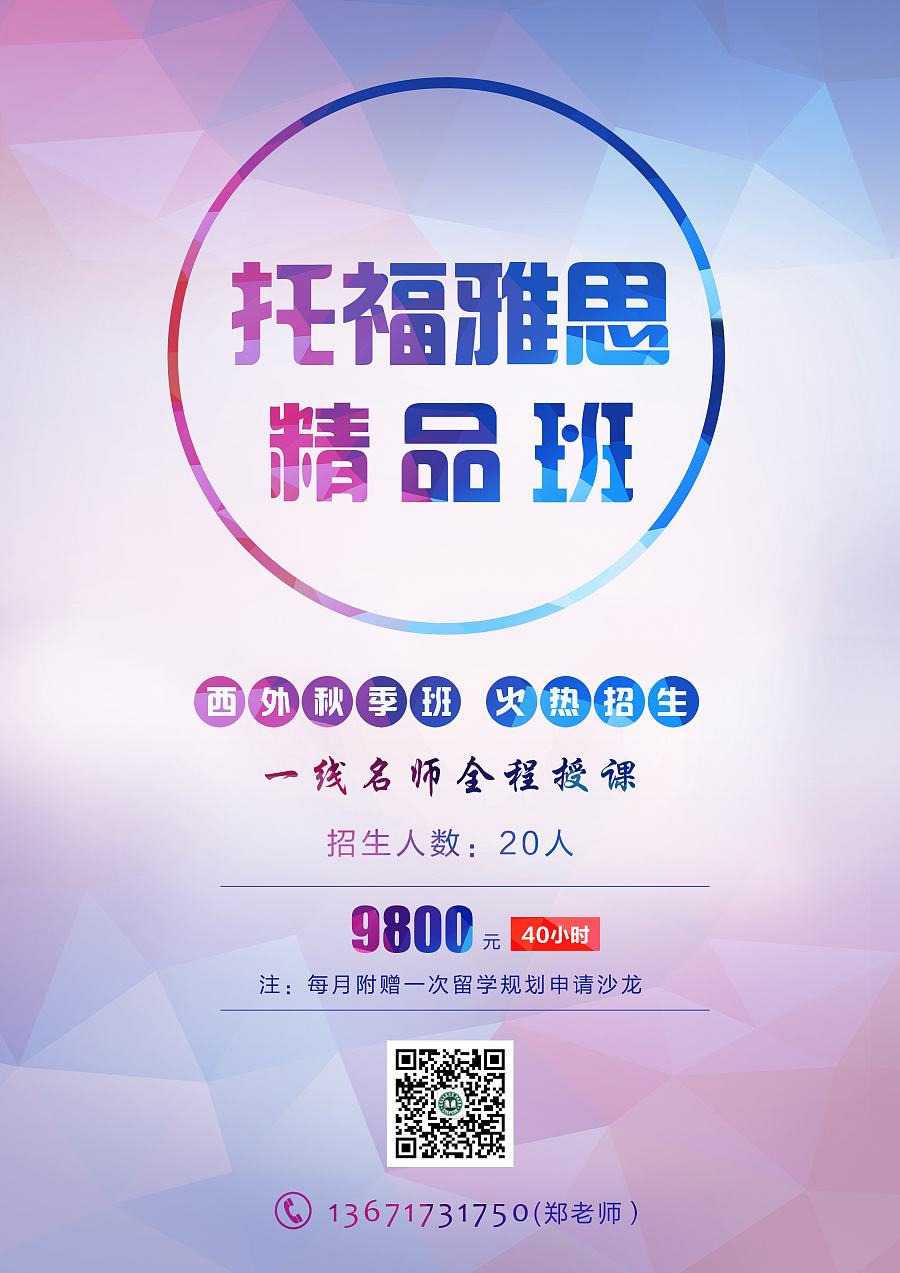 托福雅思
精品班
西外秋季班 火热招生
一线名师全程授课
招生人数：20人
9800元 40小时
注：每月附赠一次留学规划申请沙龙
13671731750(郑老师)